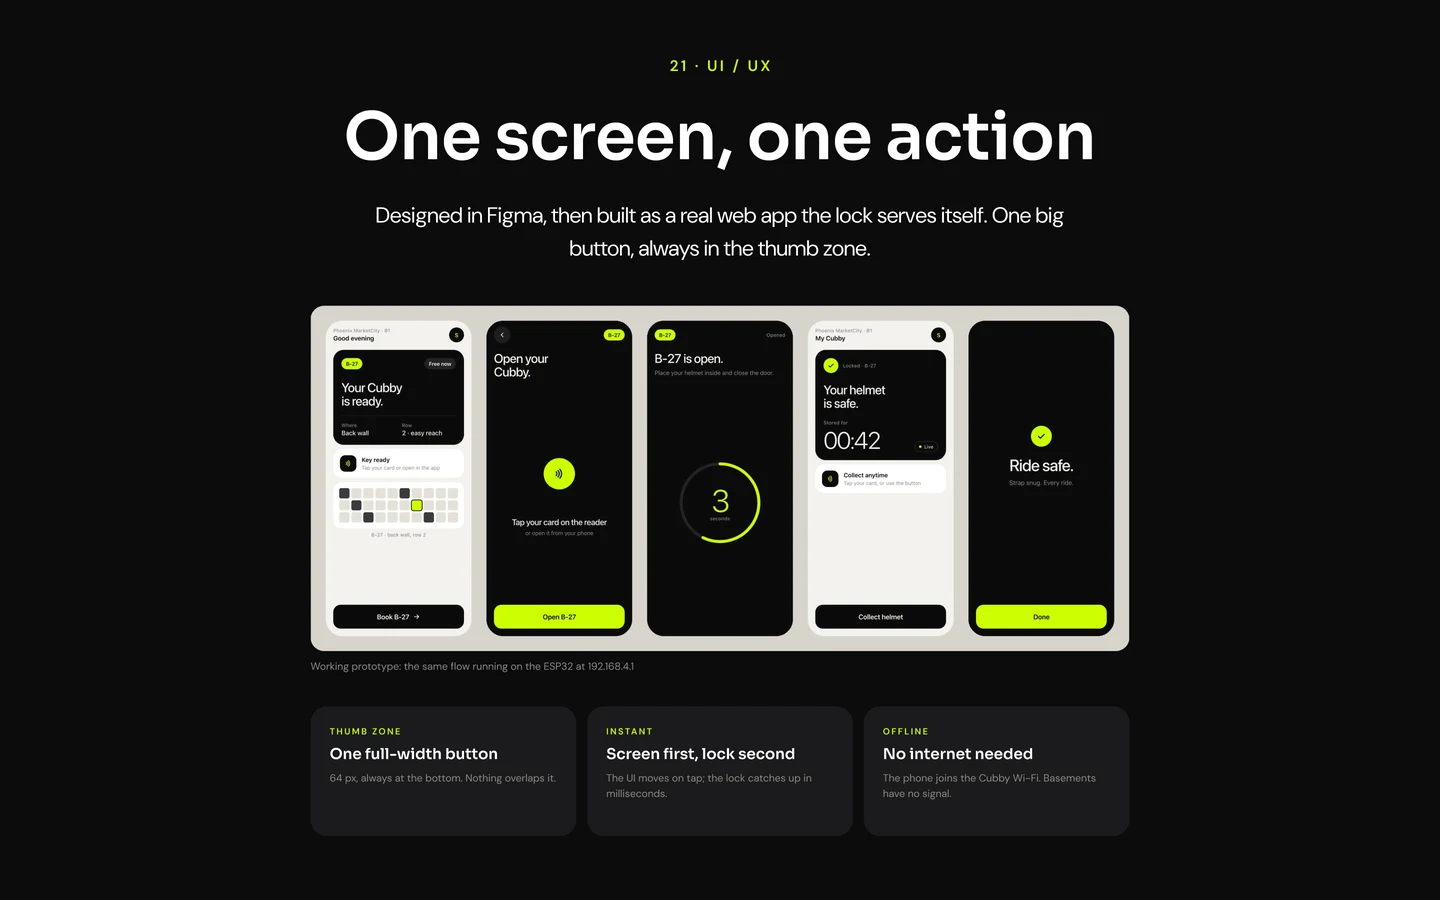 21 · UI / UX
One screen, one action
Designed in Figma, then built as a real web app the lock serves itself. One big
button, always in the thumb zone.
Phoenix MarketCity · B1
Good evening
S
B-27
Free now
Your Cubby
is ready.
Where
Row
Back wall
2 · easy reach
Key ready
Tap your card or open in the app
B-27 · back wall, row 2
Book B-27 →
B-27
Open your
Cubby.
Tap your card on the reader
or open it from your phone
Open B-27
B-27
Opened
B-27 is open.
Place your helmet inside and close the door.
3
seconds
Phoenix MarketCity · B1
My Cubby
S
Locked · B-27
Your helmet
is safe.
Stored for
00:42
Live
Collect anytime
Tap your card, or use the button
Collect helmet
Ride safe.
Strap snug. Every ride.
Done
Working prototype: the same flow running on the ESP32 at 192.168.4.1
THUMB ZONE
One full-width button
64 px, always at the bottom. Nothing overlaps it.
INSTANT
Screen first, lock second
The UI moves on tap; the lock catches up in
milliseconds.
OFFLINE
No internet needed
The phone joins the Cubby Wi-Fi. Basements
have no signal.